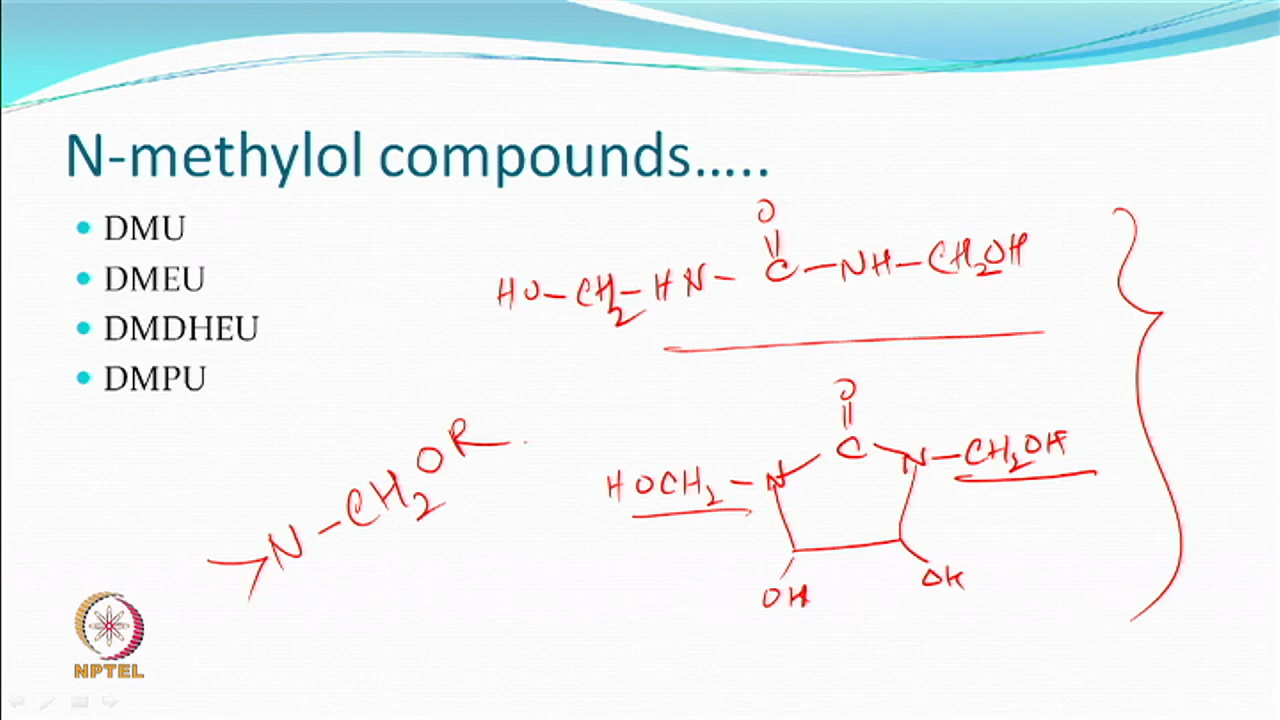 N-methylol compounds.....
DMU
DMEU
DMDHEU
DMPU
O
HO-CH2-HN-C-NH-CH2OH
O
HOCH2-N C N-CH2OH
OH OH
N-CH2OR
NPTEL